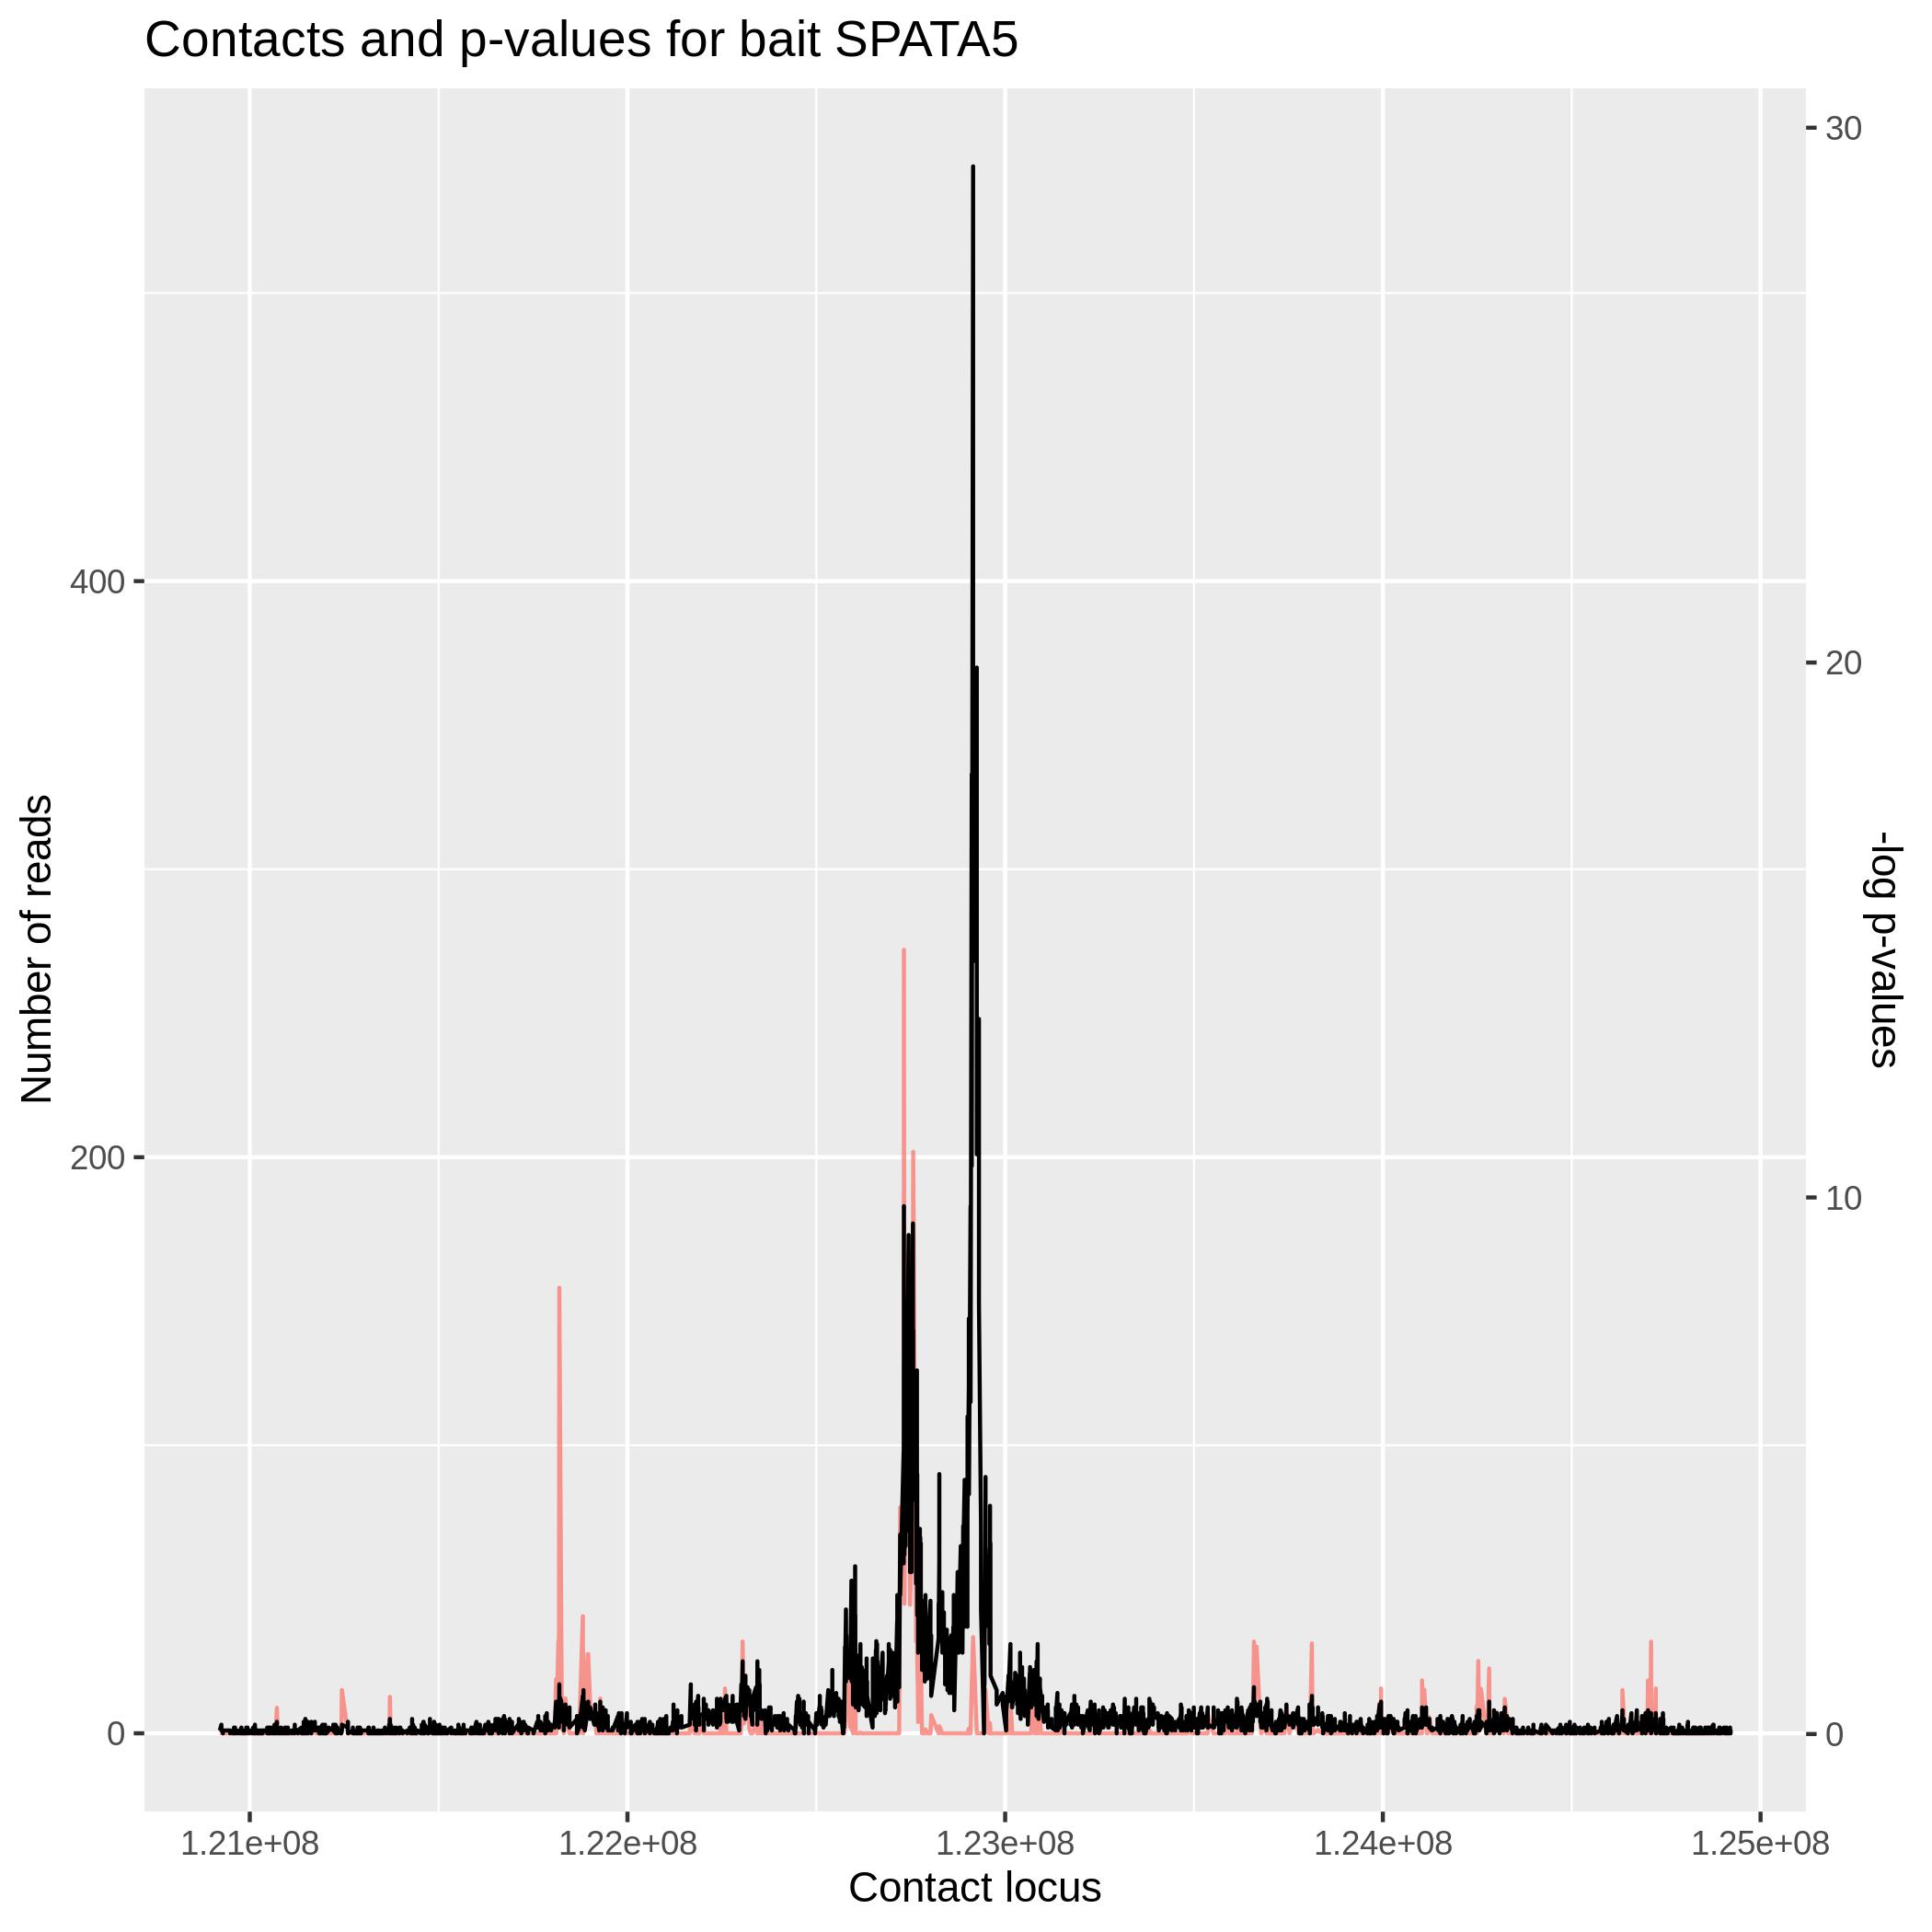 Contacts and p-values for bait SPATA5
30
400
20
Number of reads
-log p-values
200
10
0
0
1.21e+08
1.22e+08
1.23e+08
1.24e+08
1.25e+08
Contact locus